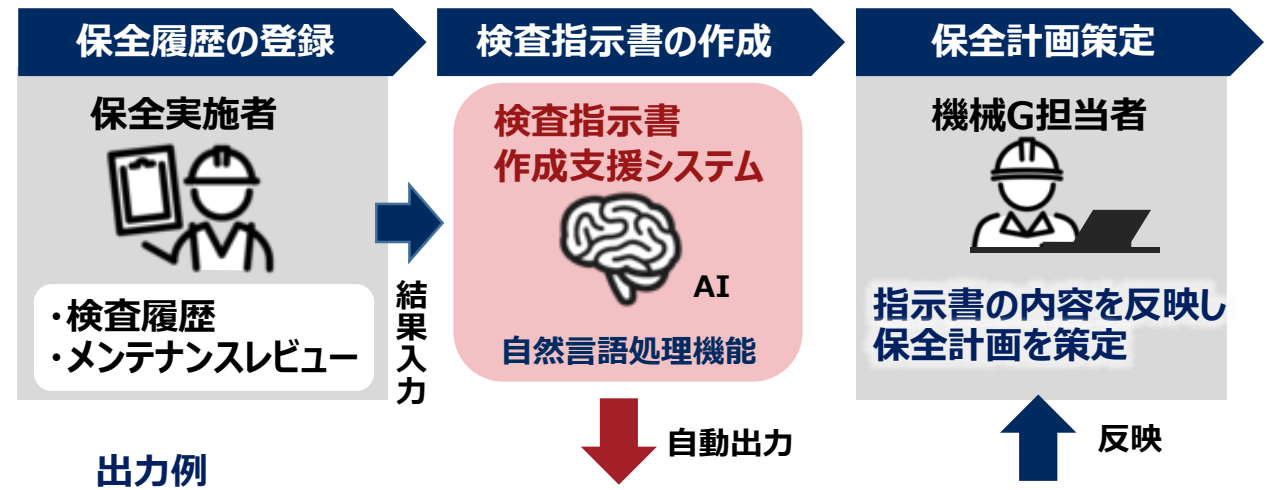 保全履歴の登録
検査指示書の作成
保全計画策定
保全実施者
・検査履歴
・メンテナンスレビュー
結果入力
検査指示書
作成支援システム
AI
自然言語処理機能
機械G担当者
指示書の内容を反映し
保全計画を策定
自動出力
反映
出力例